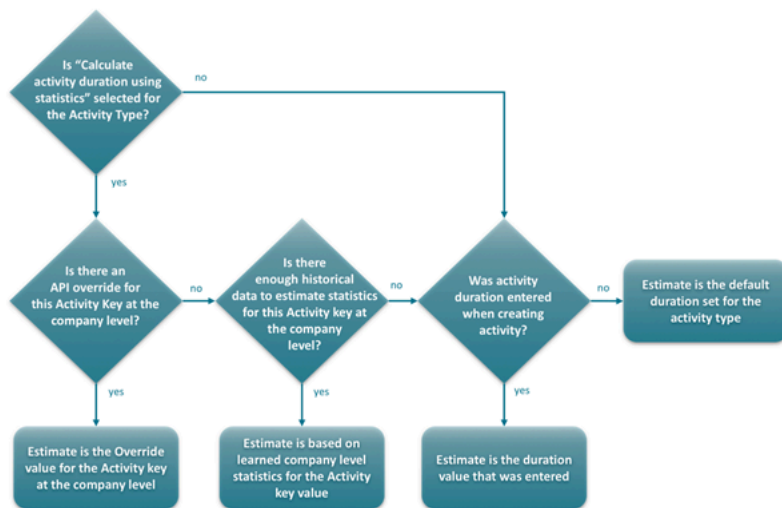 Is “Calculate
activity duration using
statistics” selected for
the Activity Type?
no
yes
Is there an
API override for
this Activity Key at the
company level?
no
Is there
enough historical
data to estimate statistics
for this Activity key at
the company
level?
no
Was activity
duration entered
when creating
activity?
no
Estimate is the default
duration set for the
activity type
yes
yes
yes
Estimate is the Override
value for the Activity key
at the company level
Estimate is based on
learned company level
statistics for the Activity
key value
Estimate is the duration
value that was entered